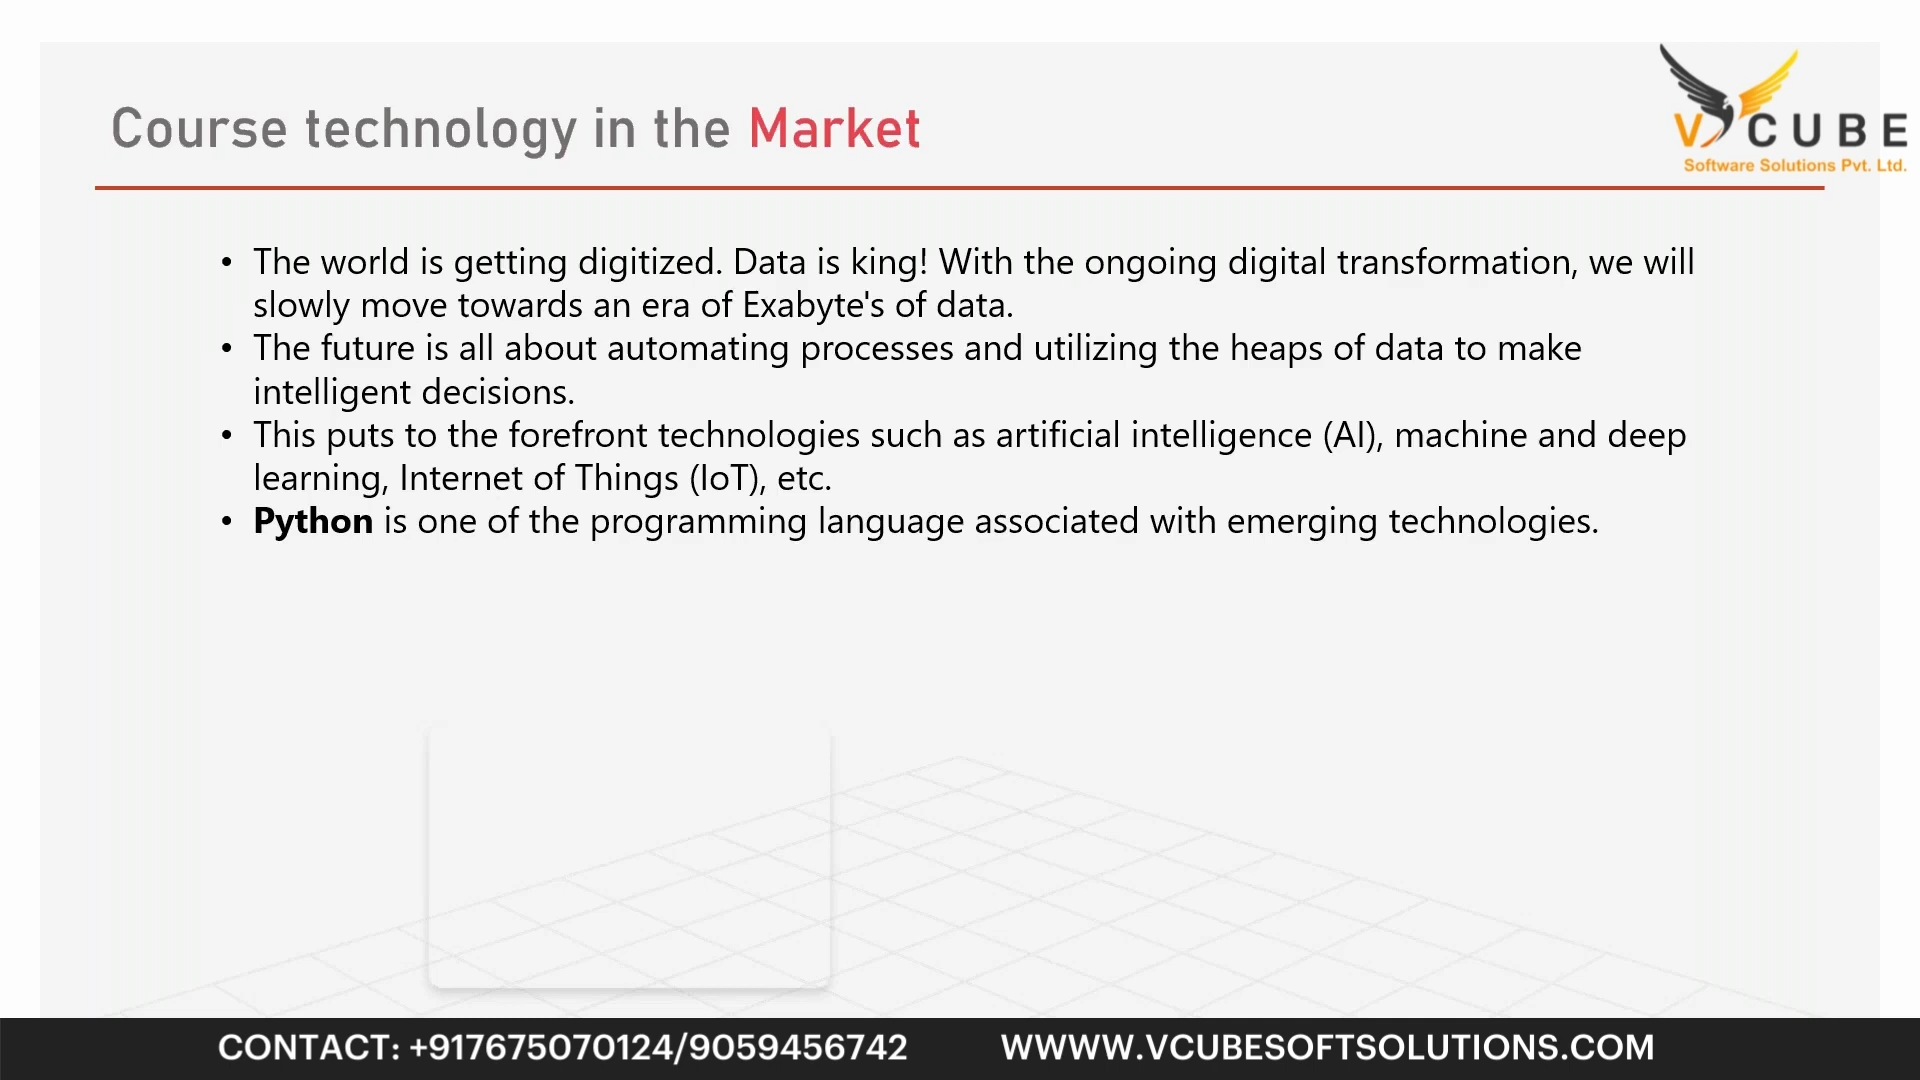 Course technology in the Market
V CUBE
Software Solutions Pvt. Ltd.
• The world is getting digitized. Data is king! With the ongoing digital transformation, we will
slowly move towards an era of Exabyte's of data.
• The future is all about automating processes and utilizing the heaps of data to make
intelligent decisions.
• This puts to the forefront technologies such as artificial intelligence (AI), machine and deep
learning, Internet of Things (IoT), etc.
• Python is one of the programming language associated with emerging technologies.
CONTACT: +917675070124/9059456742 WWWW.VCUBESOFTSOLUTIONS.COM